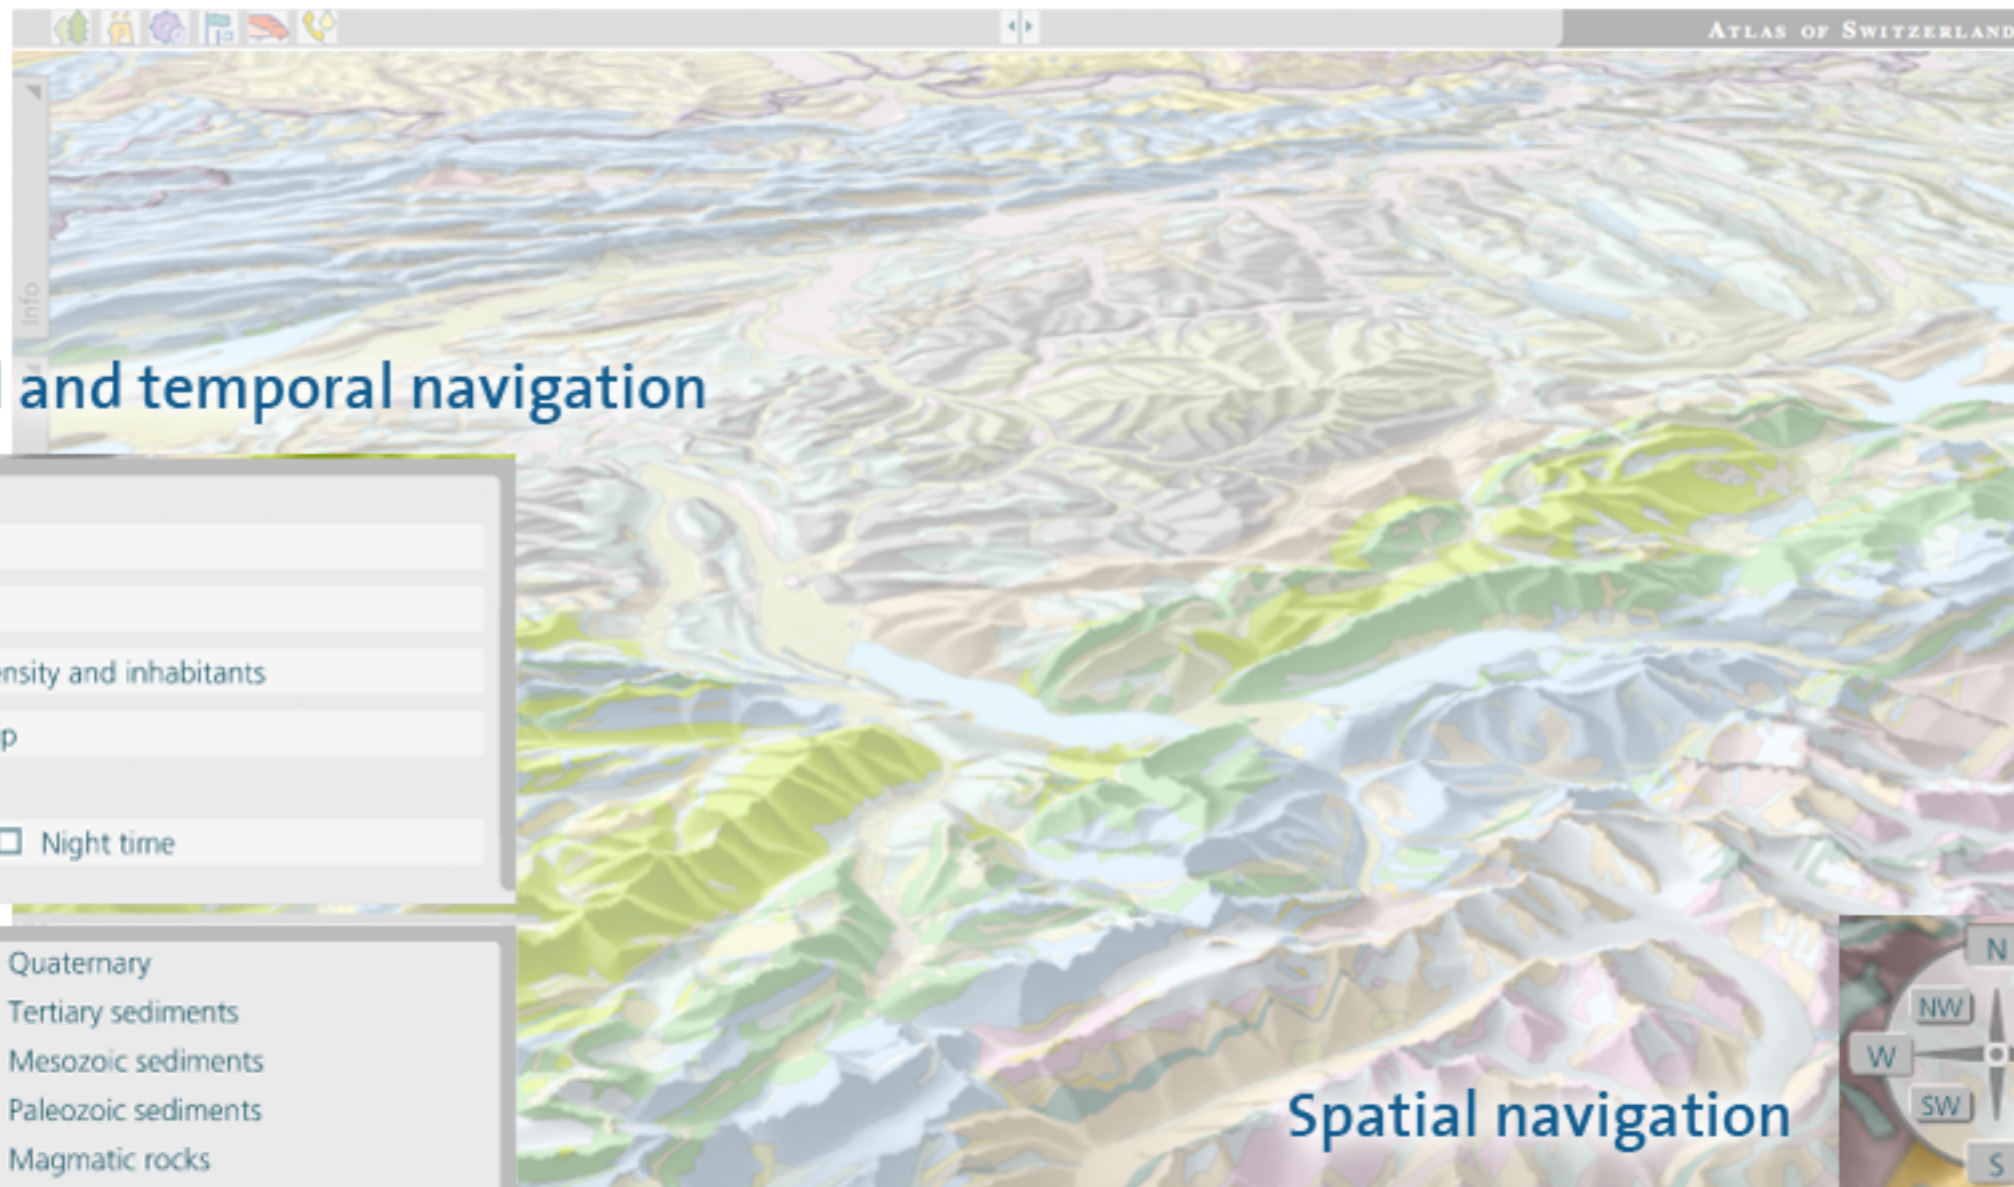 ATLAS OF SWITZERLAND
Info
and temporal navigation
ensity and inhabitants
p
Night time
Quaternary
Tertiary sediments
Mesozoic sediments
Paleozoic sediments
Magmatic rocks
Spatial navigation
N
NW
W
SW
S